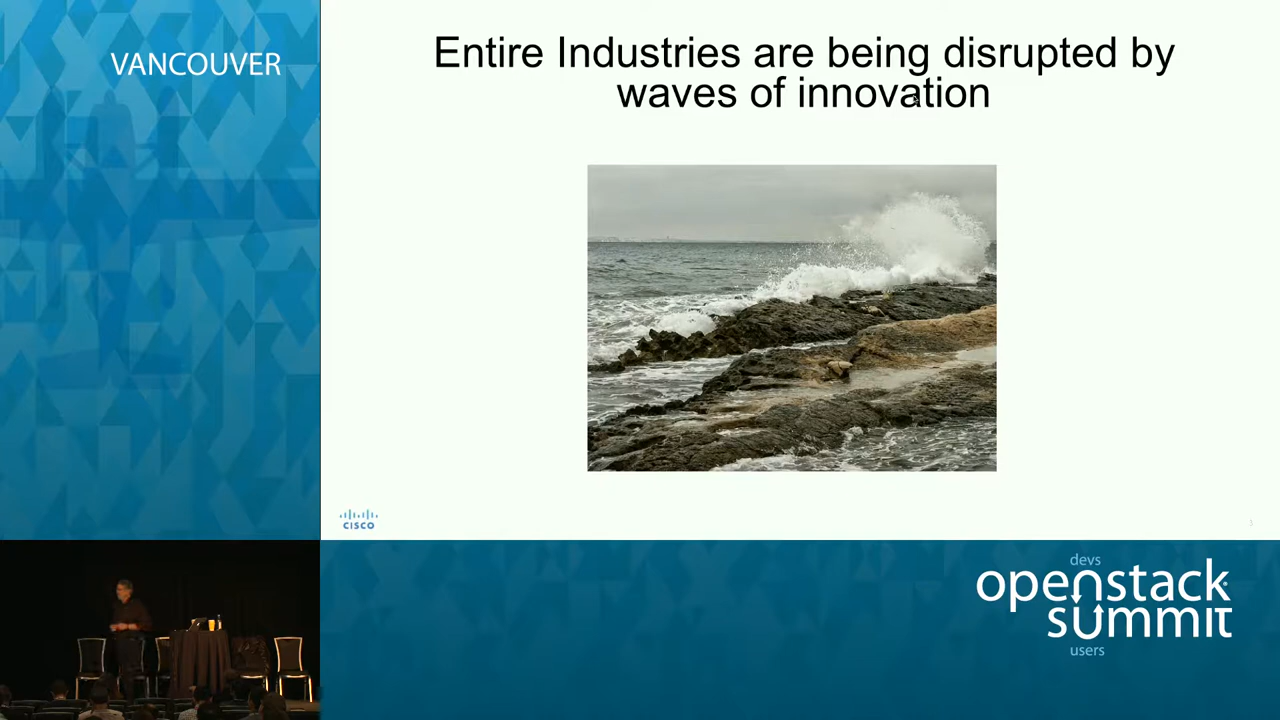 VANCOUVER
Entire Industries are being disrupted by
waves of innovation
CISCO
devs
openstack
summit
users